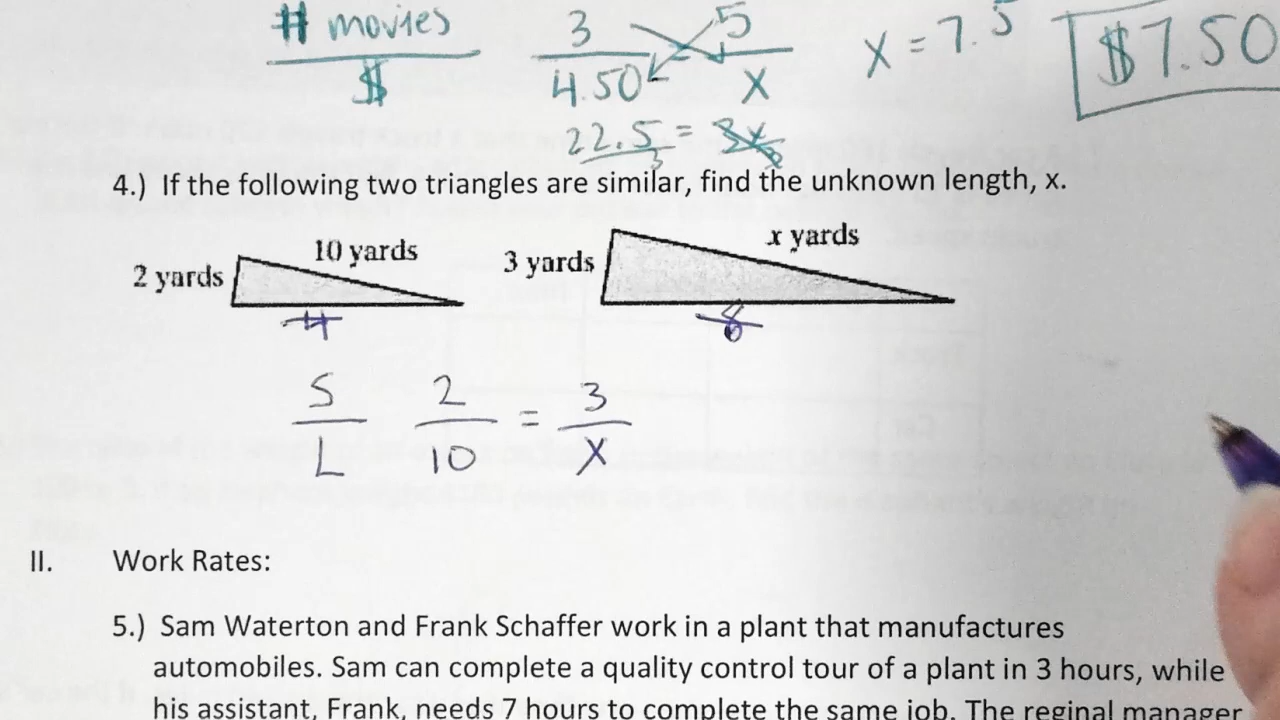 # movies 3 5 x = 7.5 $7.50
$ 4.50 x
22.5 = 3x
3 3
4.) If the following two triangles are similar, find the unknown length, x.
10 yards x yards
2 yards 3 yards
4 6
S 2 = 3
L 10 x
II. Work Rates:
5.) Sam Waterton and Frank Schaffer work in a plant that manufactures
automobiles. Sam can complete a quality control tour of a plant in 3 hours, while
his assistant, Frank, needs 7 hours to complete the same job. The reginal manager